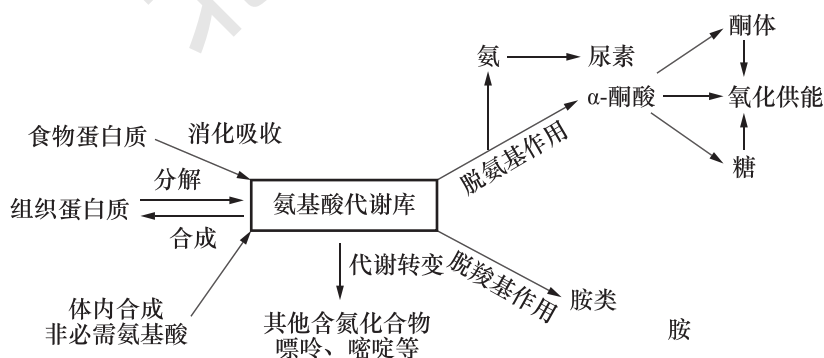 酮体
氨
尿素
α-酮酸
氧化供能
糖
食物蛋白质
消化吸收
分解
组织蛋白质
合成
氨基酸代谢库
脱氨基作用
体内合成
非必需氨基酸
代谢转变
脱羧基作用
胺类
其他含氮化合物
嘌呤、嘧啶等
胺